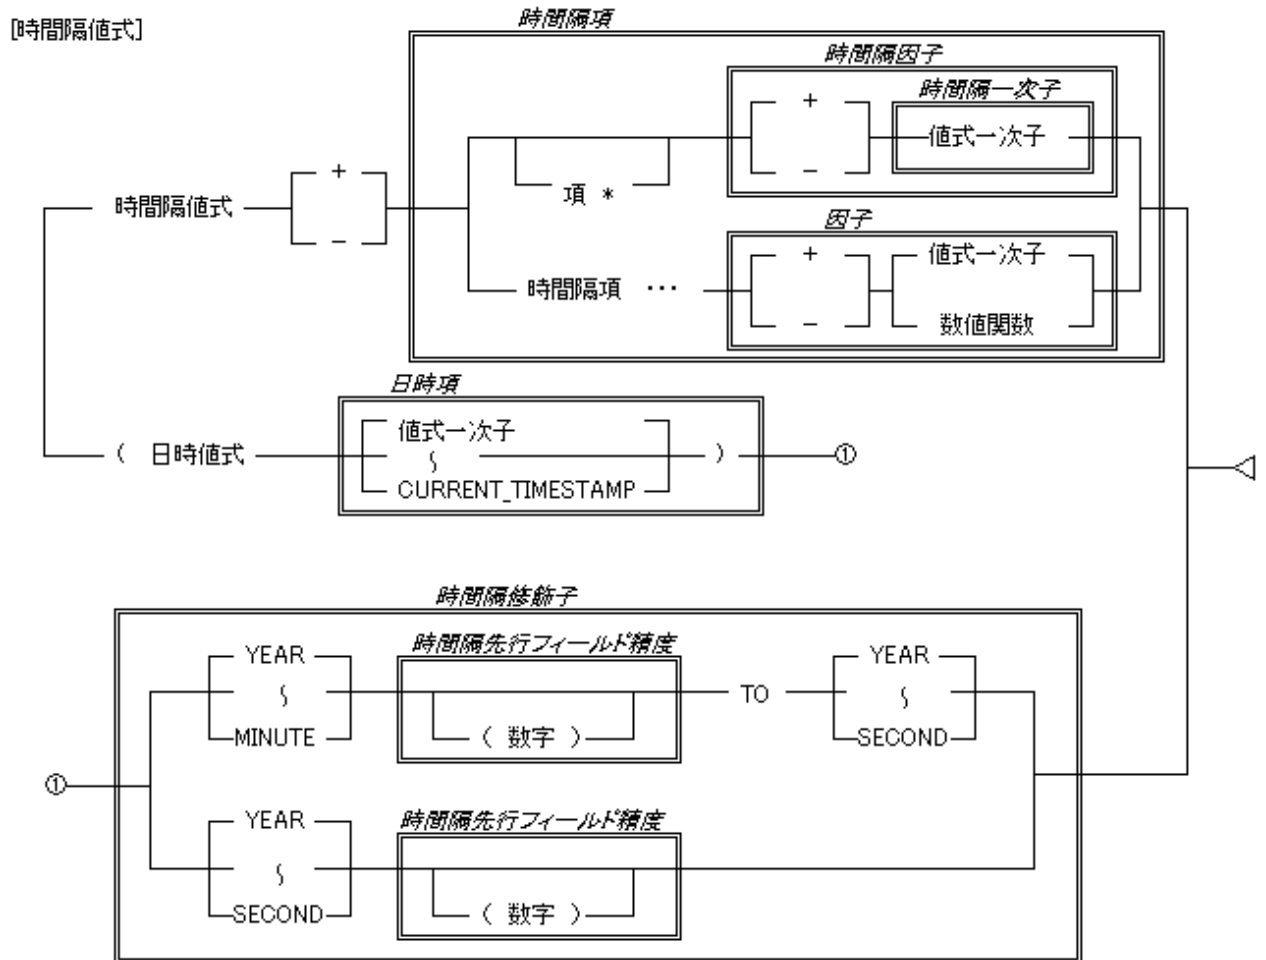 [時間隔値式]
時間隔項
時間隔因子
時間隔一次子
+
値式一次子
-
項 *
時間隔値式
+
-
因子
+
値式一次子
時間隔項 …
-
数値関数
日時項
値式一次子
( 日時値式
∫
)
①
CURRENT_TIMESTAMP
時間隔修飾子
時間隔先行フィールド精度
YEAR
∫
MINUTE
( 数字 )
TO
YEAR
∫
SECOND
①
時間隔先行フィールド精度
YEAR
∫
SECOND
( 数字 )